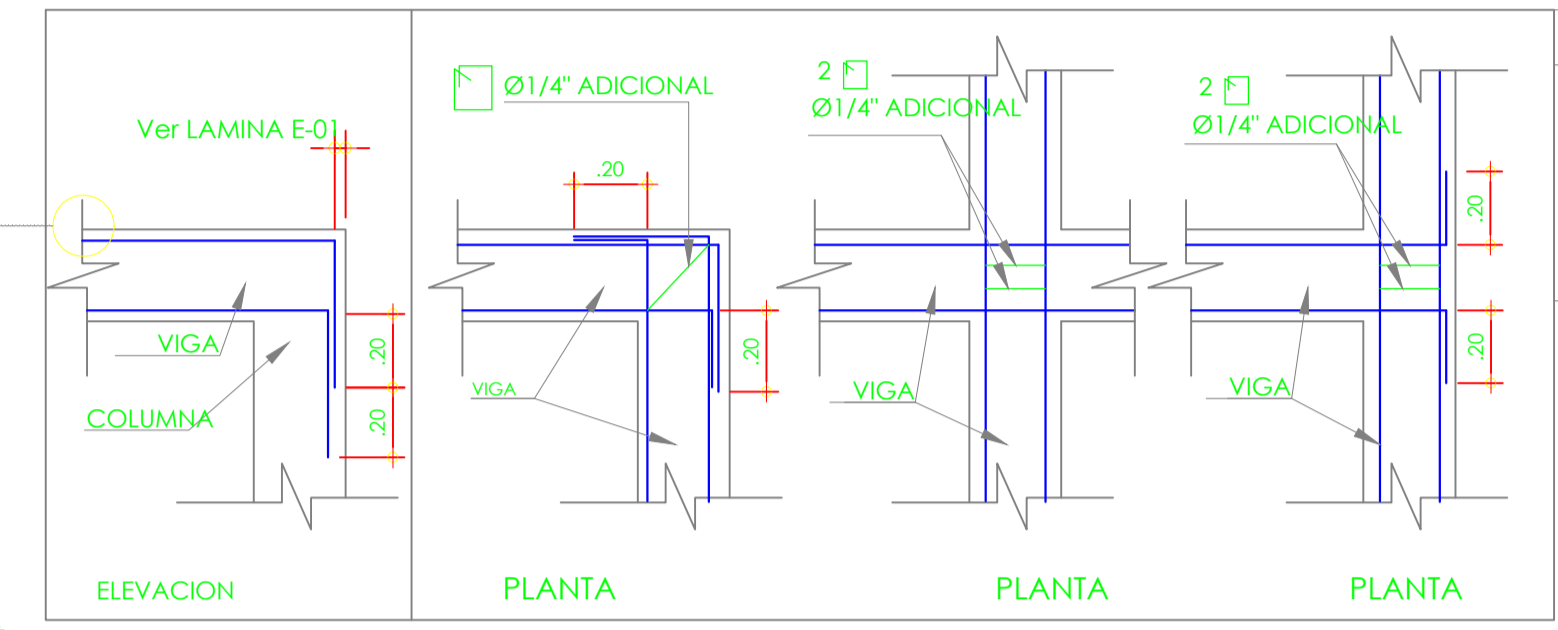 Ver LAMINA E-01
VIGA
COLUMNA
.20
.20
ELEVACION
Ø1/4" ADICIONAL
.20
.20
VIGA
PLANTA
2
Ø1/4" ADICIONAL
VIGA
PLANTA
2
Ø1/4" ADICIONAL
.20
.20
VIGA
PLANTA